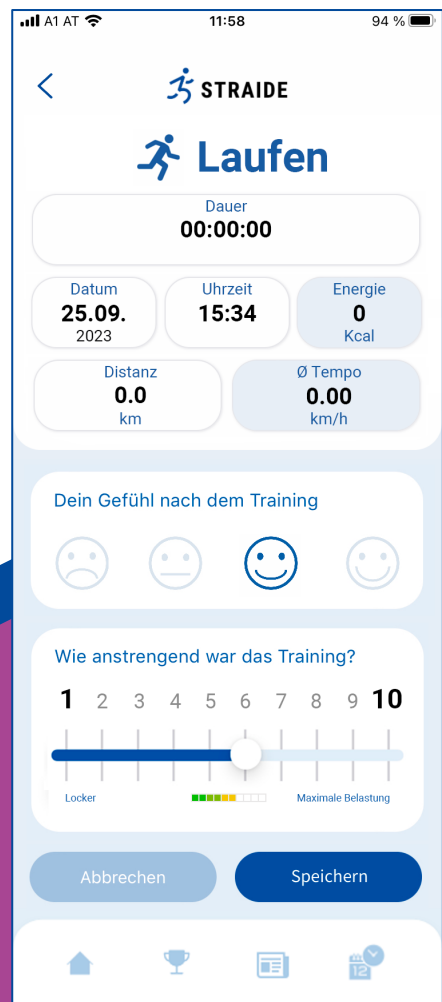 A1 AT 11:58 94 %
STRAIDE
Laufen
Dauer
00:00:00
Datum Uhrzeit Energie
25.09. 15:34 0
2023 Kcal
Distanz Ø Tempo
0.0 0.00
km km/h
Dein Gefühl nach dem Training
Wie anstrengend war das Training?
1 2 3 4 5 6 7 8 9 10
Locker Maximale Belastung
Abbrechen Speichern
12